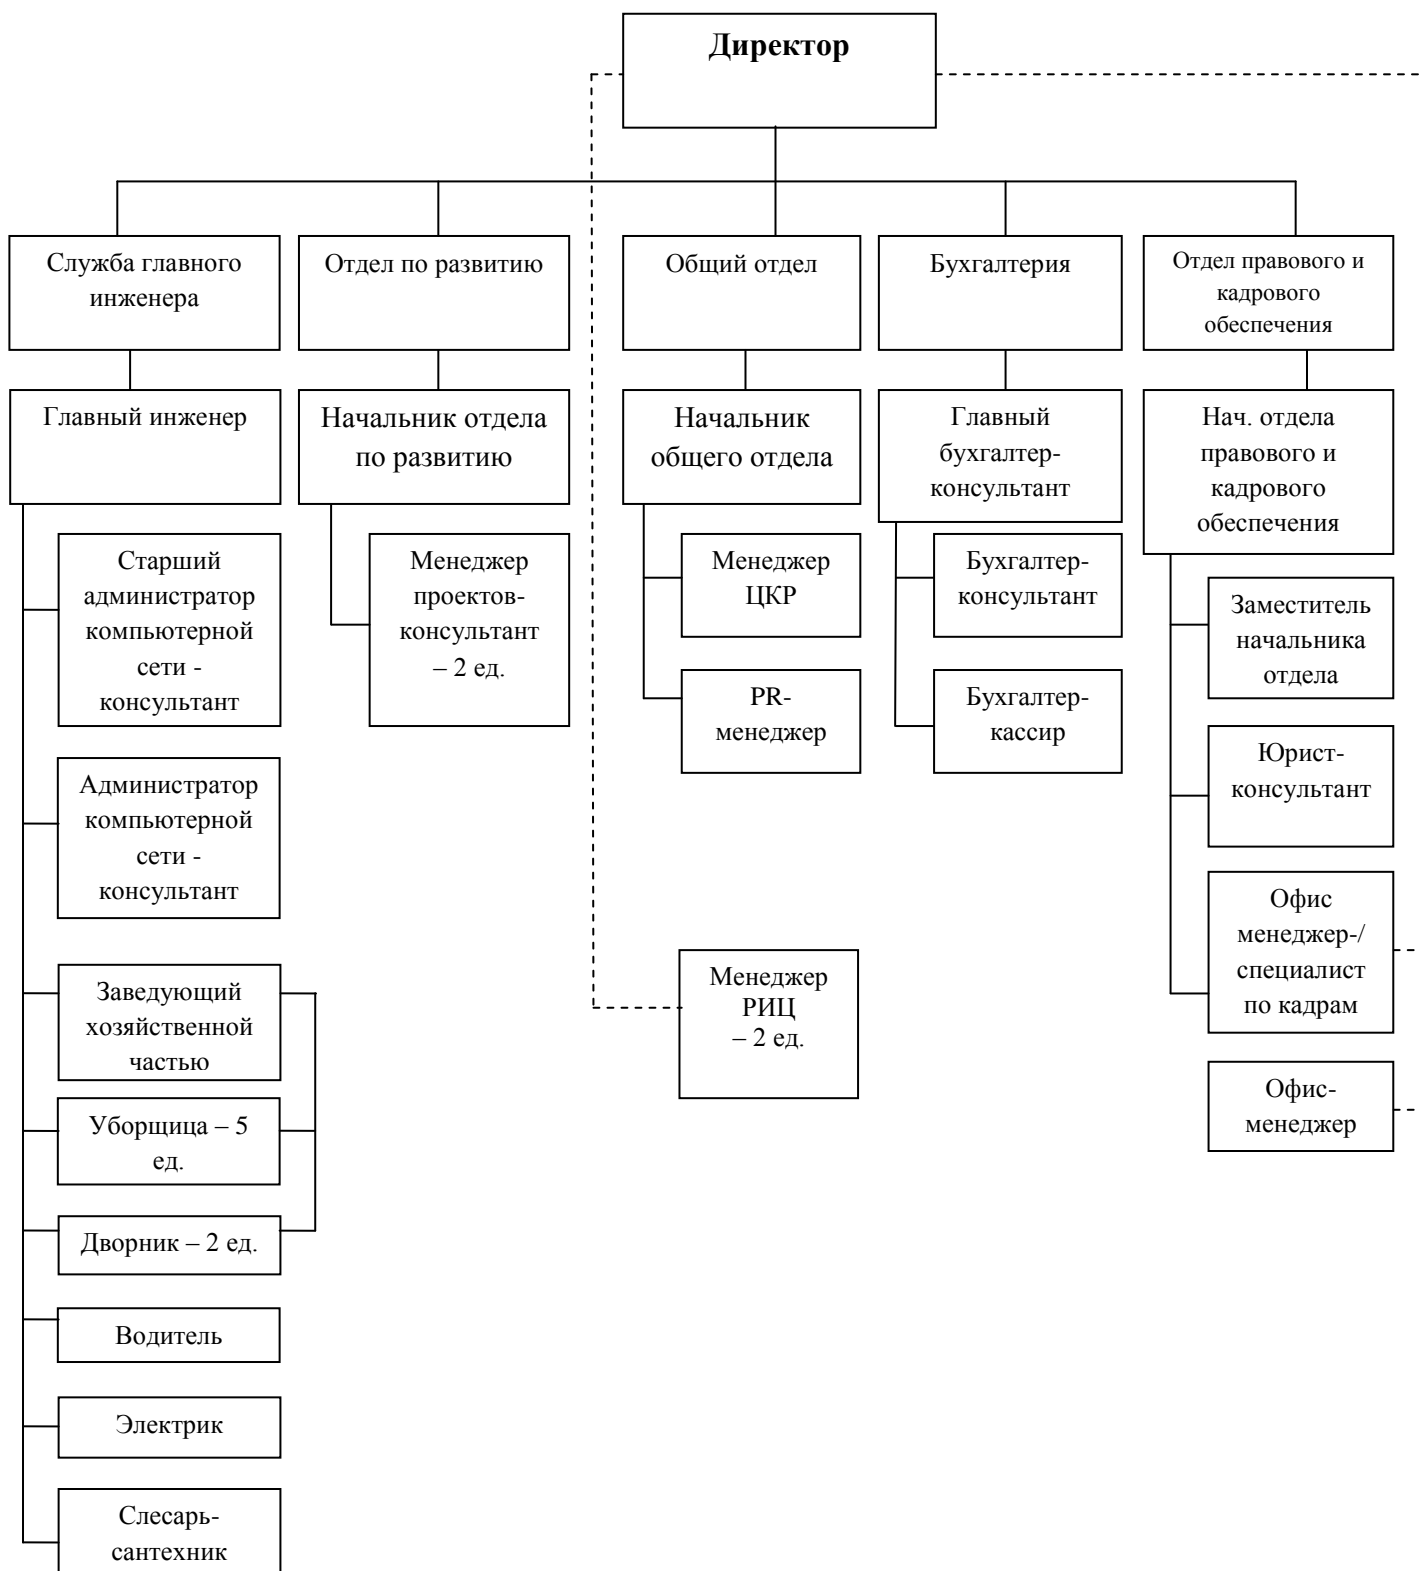 Директор
Служба главного
инженера
Отдел по развитию
Общий отдел
Бухгалтерия
Отдел правового и
кадрового
обеспечения
Главный инженер
Начальник отдела
по развитию
Начальник
общего отдела
Главный
бухгалтер-
консультант
Нач. отдела
правового и
кадрового
обеспечения
Старший
администратор
компьютерной
сети -
консультант
Менеджер
проектов-
консультант
– 2 ед.
Менеджер
ЦКР
Бухгалтер-
консультант
Заместитель
начальника
отдела
PR-
менеджер
Бухгалтер-
кассир
Юрист-
консультант
Администратор
компьютерной
сети -
консультант
Офис
менеджер-/
специалист
по кадрам
Заведующий
хозяйственной
частью
Менеджер
РИЦ
– 2 ед.
Офис-
менеджер
Уборщица – 5
ед.
Дворник – 2 ед.
Водитель
Электрик
Слесарь-
сантехник